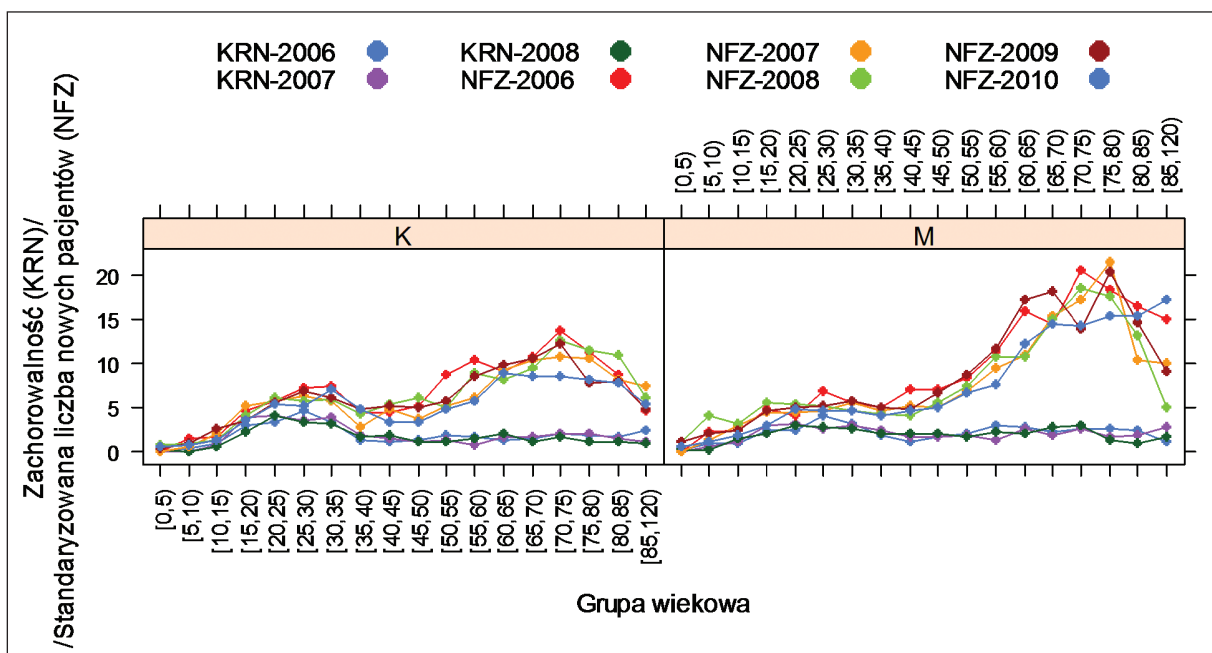 KRN-2006 KRN-2008 NFZ-2007 NFZ-2009
KRN-2007 NFZ-2006 NFZ-2008 NFZ-2010
[0,5) [5,10) [10,15) [15,20) [20,25) [25,30) [30,35) [35,40) [40,45) [45,50) [50,55) [55,60) [60,65) [65,70) [70,75) [75,80) [80,85) [85,120)
K M
Zachorowalność (KRN)/
/Standaryzowana liczba nowych pacjentów (NFZ)
20
15
10
5
0
[0,5) [5,10) [10,15) [15,20) [20,25) [25,30) [30,35) [35,40) [40,45) [45,50) [50,55) [55,60) [60,65) [65,70) [70,75) [75,80) [80,85) [85,120)
Grupa wiekowa